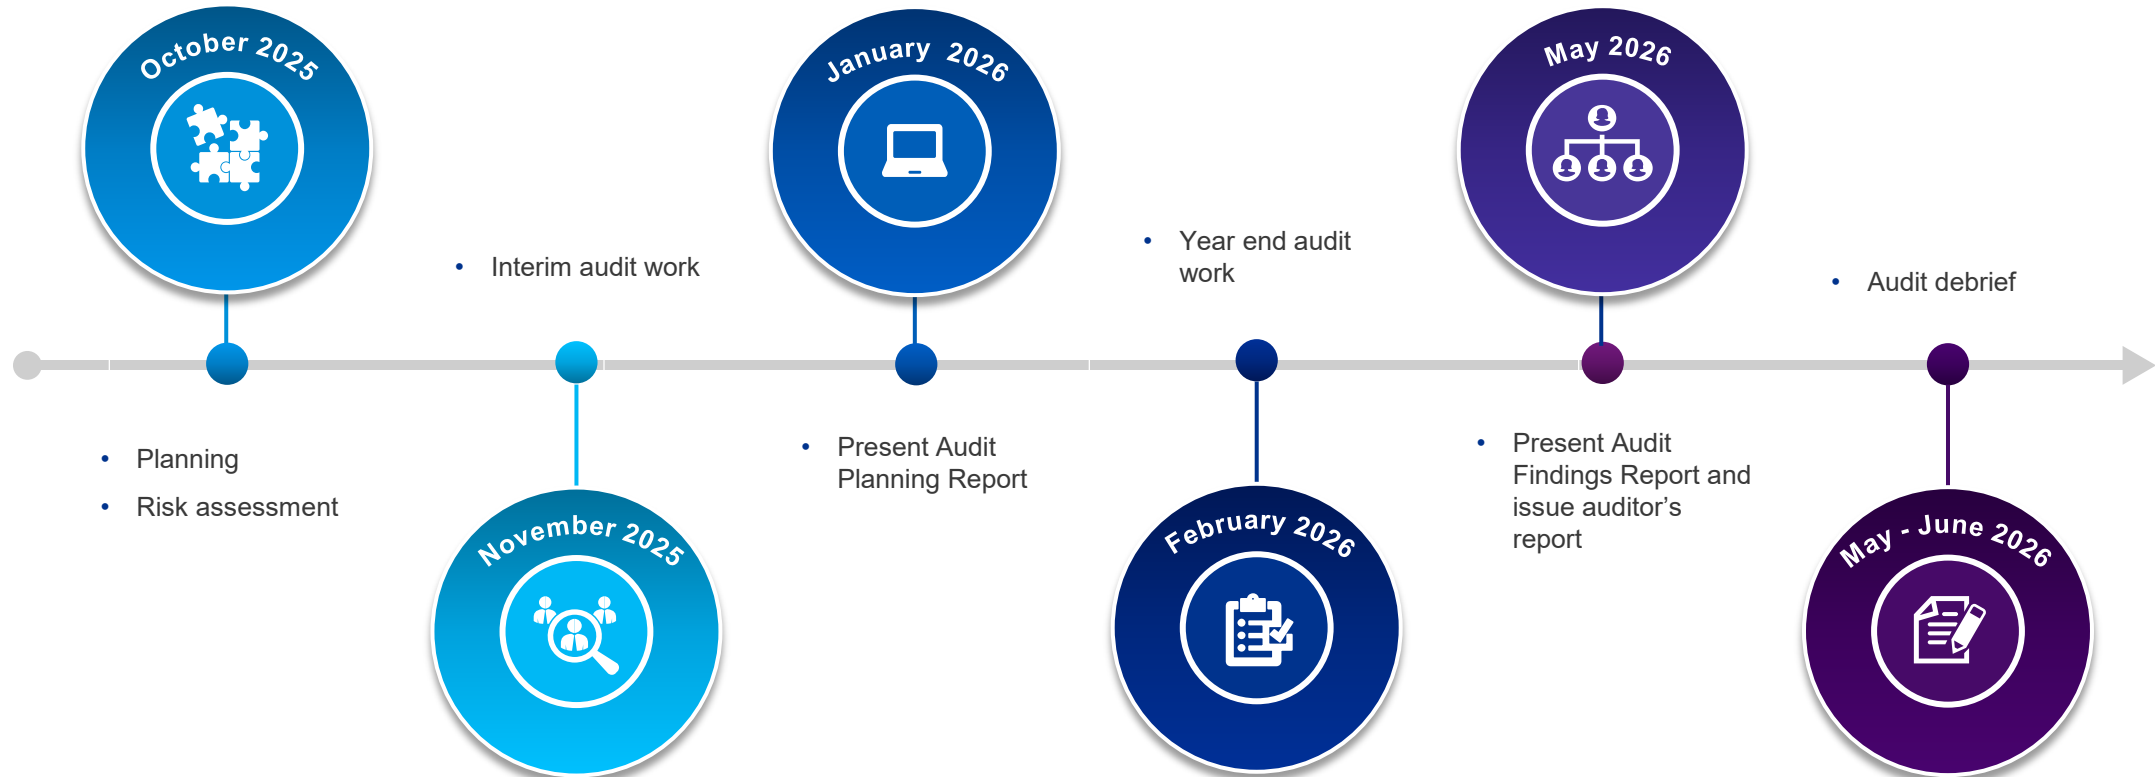 October 2025
• Planning
• Risk assessment
• Interim audit work
November 2025
January 2026
• Present Audit
Planning Report
• Year end audit
work
February 2026
May 2026
• Present Audit
Findings Report and
issue auditor’s
report
• Audit debrief
May - June 2026